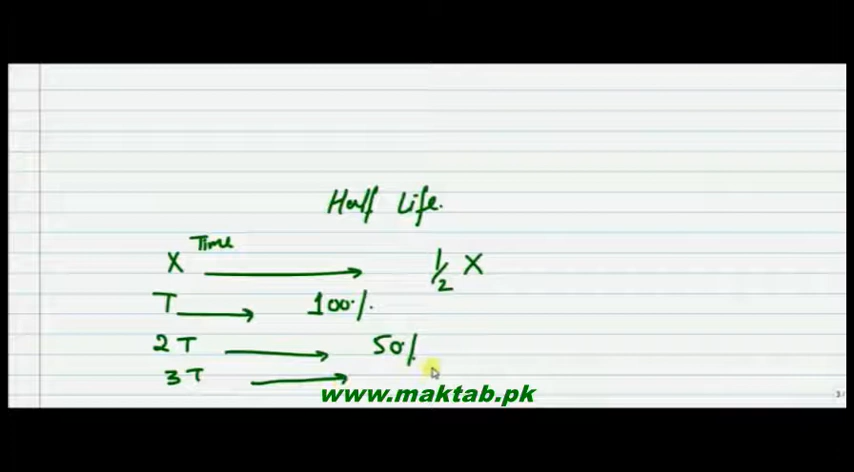 Half Life.
Time
X → 1/2 X
T → 100%.
2T → 50%
3T →
www.maktab.pk